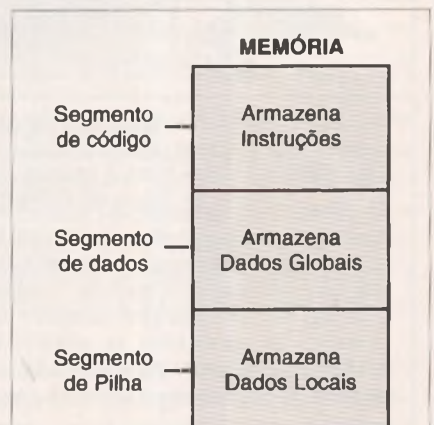 MEMÓRIA
Segmento
de código
Armazena
Instruções
Segmento
de dados
Armazena
Dados Globais
Segmento
de Pilha
Armazena
Dados Locais